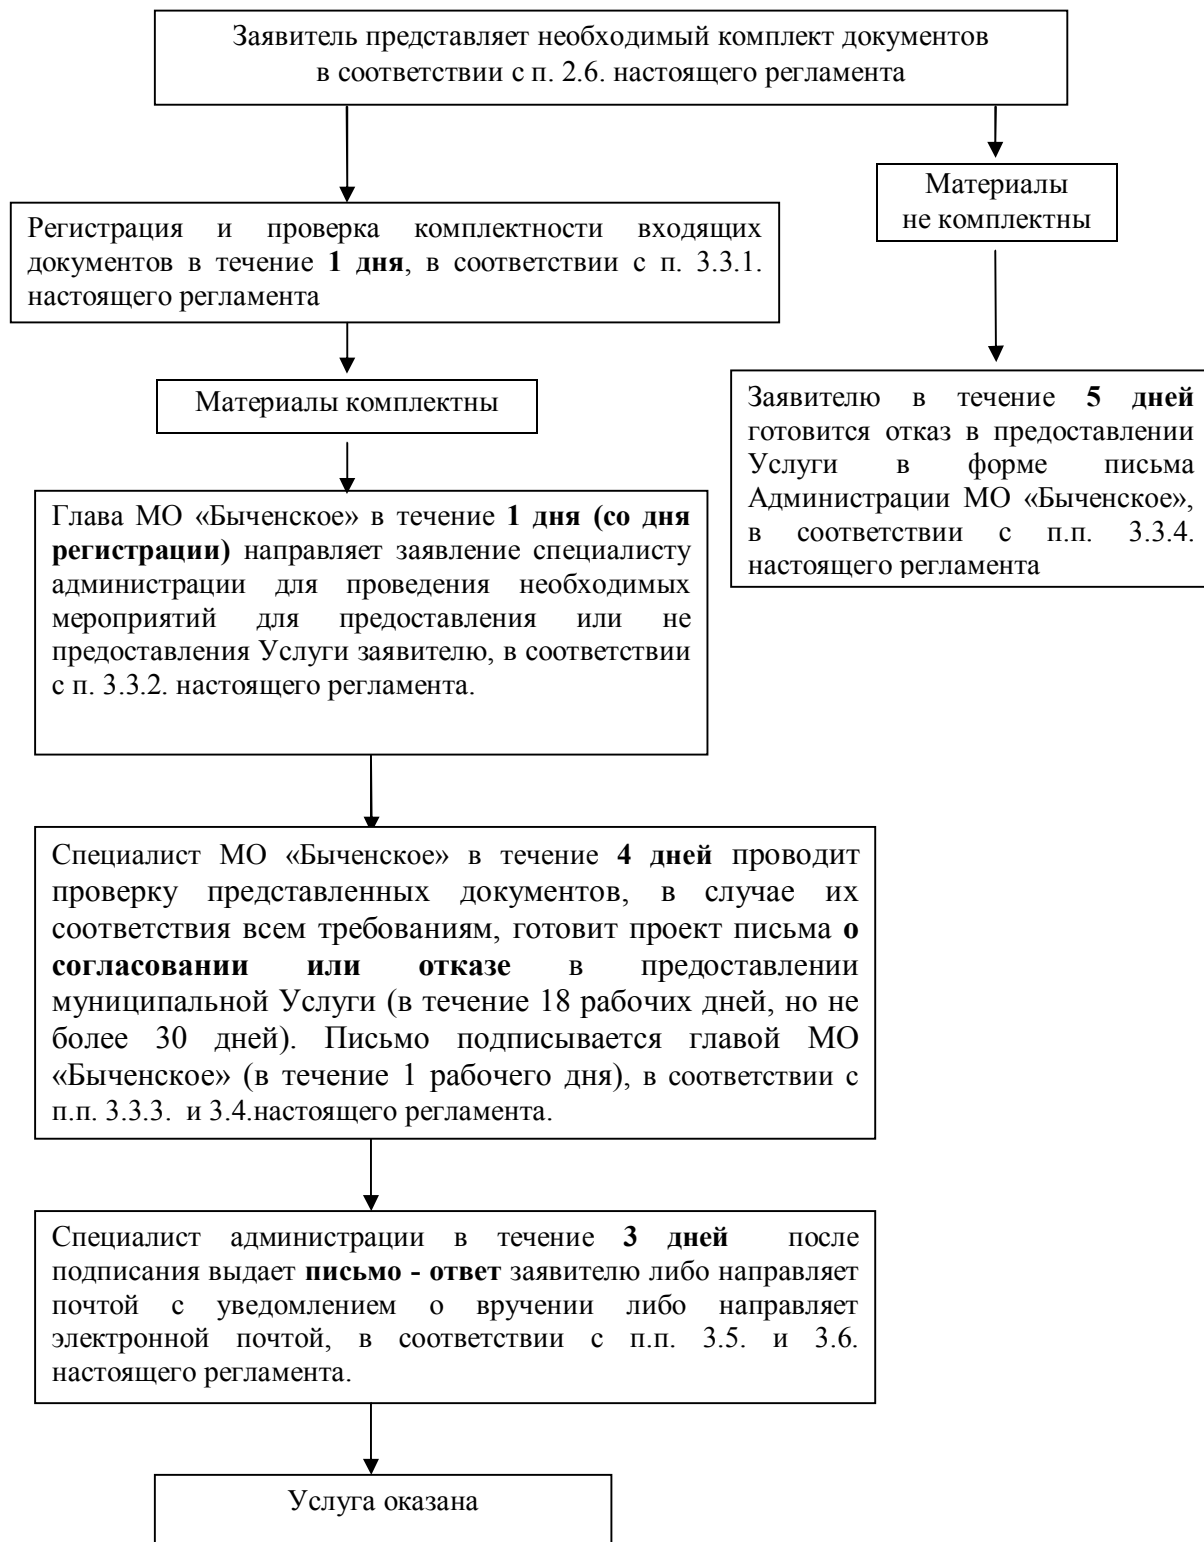 Заявитель представляет необходимый комплект документов
в соответствии с п. 2.6. настоящего регламента
Материалы
не комплектны
Регистрация и проверка комплектности входящих
документов в течение 1 дня, в соответствии с п. 3.3.1.
настоящего регламента
Материалы комплектны
Заявителю в течение 5 дней
готовится отказ в предоставлении
Услуги в форме письма
Администрации МО «Быченское»,
в соответствии с п.п. 3.3.4.
настоящего регламента
Глава МО «Быченское» в течение 1 дня (со дня
регистрации) направляет заявление специалисту
администрации для проведения необходимых
мероприятий для предоставления или не
предоставления Услуги заявителю, в соответствии
с п. 3.3.2. настоящего регламента.
Специалист МО «Быченское» в течение 4 дней проводит
проверку представленных документов, в случае их
соответствия всем требованиям, готовит проект письма о
согласовании или отказе в предоставлении
муниципальной Услуги (в течение 18 рабочих дней, но не
более 30 дней). Письмо подписывается главой МО
«Быченское» (в течение 1 рабочего дня), в соответствии с
п.п. 3.3.3. и 3.4.настоящего регламента.
Специалист администрации в течение 3 дней после
подписания выдает письмо - ответ заявителю либо направляет
почтой с уведомлением о вручении либо направляет
электронной почтой, в соответствии с п.п. 3.5. и 3.6.
настоящего регламента.
Услуга оказана